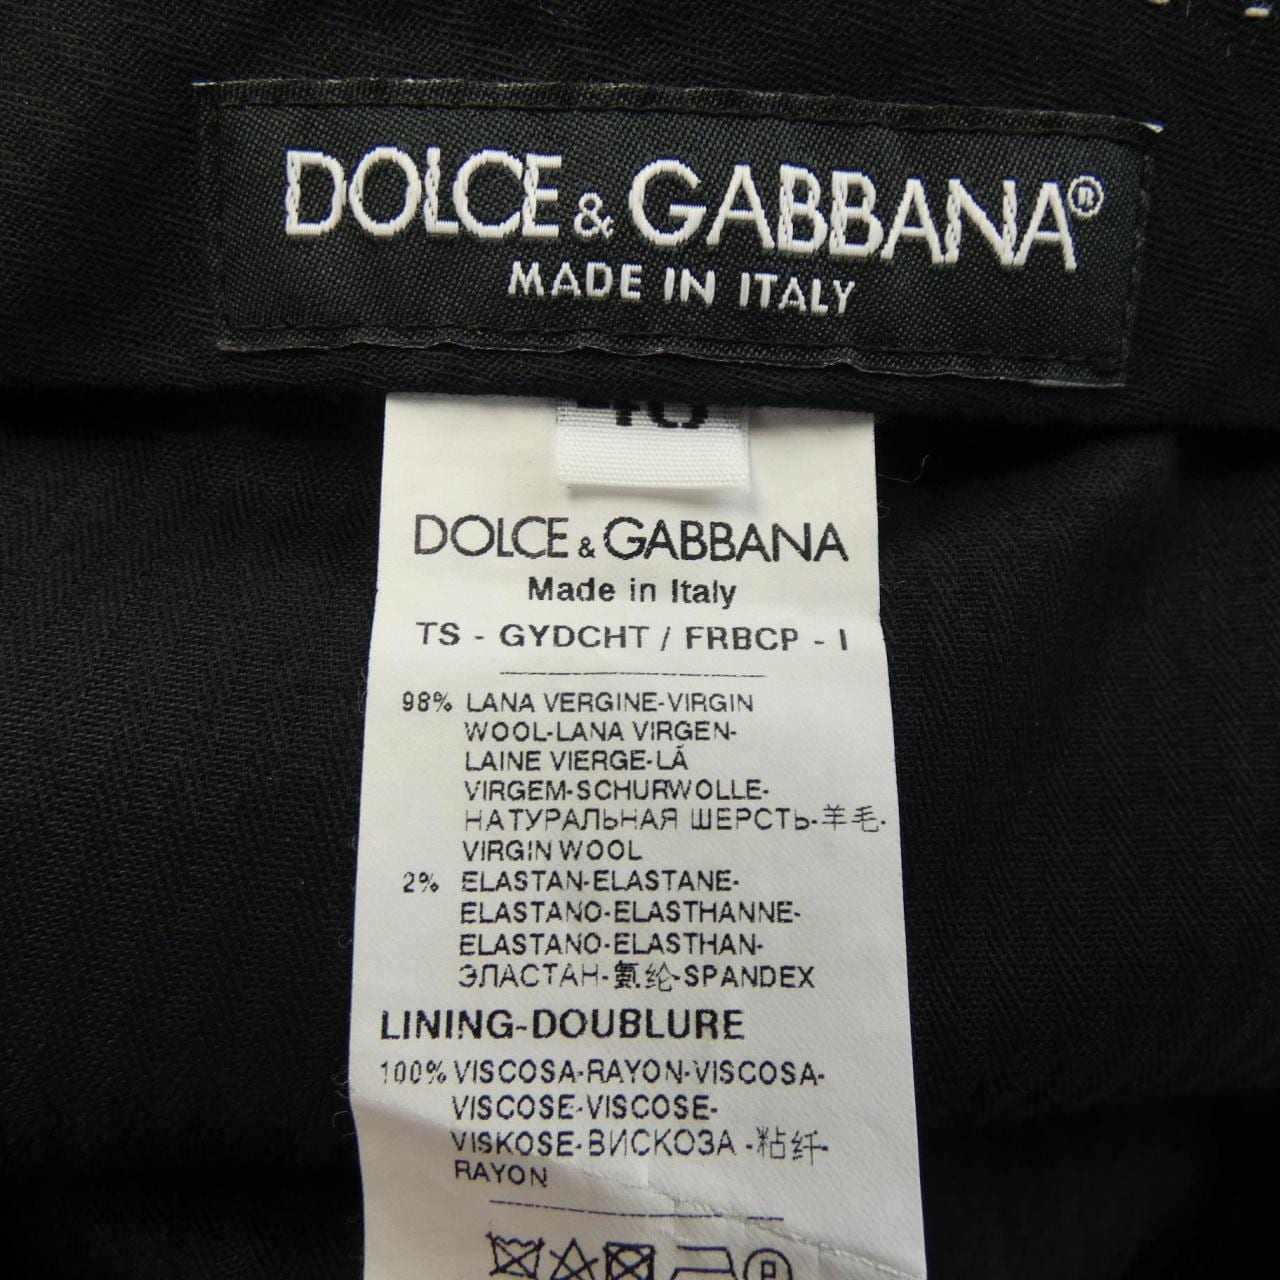 DOLCE & GABBANA®
MADE IN ITALY
DOLCE & GABBANA
Made in Italy
TS - GYDCHT / FRBCP - I
98% LANA VERGINE-VIRGIN
WOOL-LANA VIRGEN-
LAINE VIERGE-LÃ
VIRGEM-SCHURWOLLE-
НАТУРАЛЬНАЯ ШЕРСТЬ-羊毛-
VIRGIN WOOL
2% ELASTAN-ELASTANE-
ELASTANO-ELASTHANNE-
ELASTANO-ELASTHAN-
ЭЛАСТАН-氨纶-SPANDEX
LINING-DOUBLURE
100% VISCOSA-RAYON-VISCOSA-
VISCOSE-VISCOSE-
VISKOSE-ВИСКОЗА -粘纤-
RAYON
P